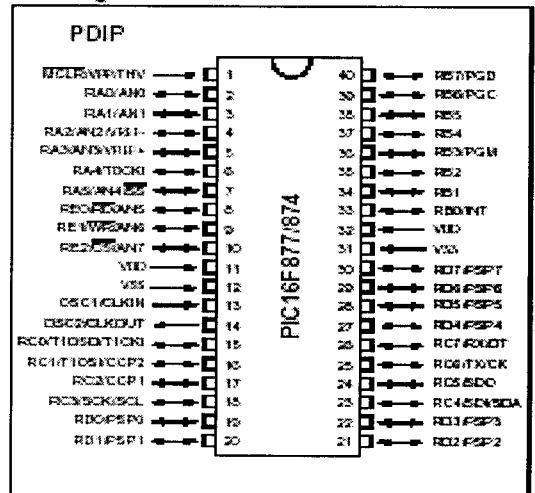 PDIP
MCLR/VPP/THV 1
RA0/AN0 2
RA1/AN1 3
RA2/AN2/VREF- 4
RA3/AN3/VREF+ 5
RA4/T0CKI 6
RA5/AN4/SS 7
RE0/RD/AN5 8
RE1/WR/AN6 9
RE2/CS/AN7 10
VDD 11
VSS 12
OSC1/CLKIN 13
OSC2/CLKOUT 14
RC0/T1OSO/T1CKI 15
RC1/T1OSI/CCP2 16
RC2/CCP1 17
RC3/SCK/SCL 18
RD0/PSP0 19
RD1/PSP1 20
PIC16F877/874
40 RB7/PGD
39 RB6/PGC
38 RB5
37 RB4
36 RB3/PGM
35 RB2
34 RB1
33 RB0/INT
32 VDD
31 VSS
30 RD7/PSP7
29 RD6/PSP6
28 RD5/PSP5
27 RD4/PSP4
26 RC7/RX/DT
25 RC6/TX/CK
24 RC5/SDO
23 RC4/SDI/SDA
22 RD3/PSP3
21 RD2/PSP2